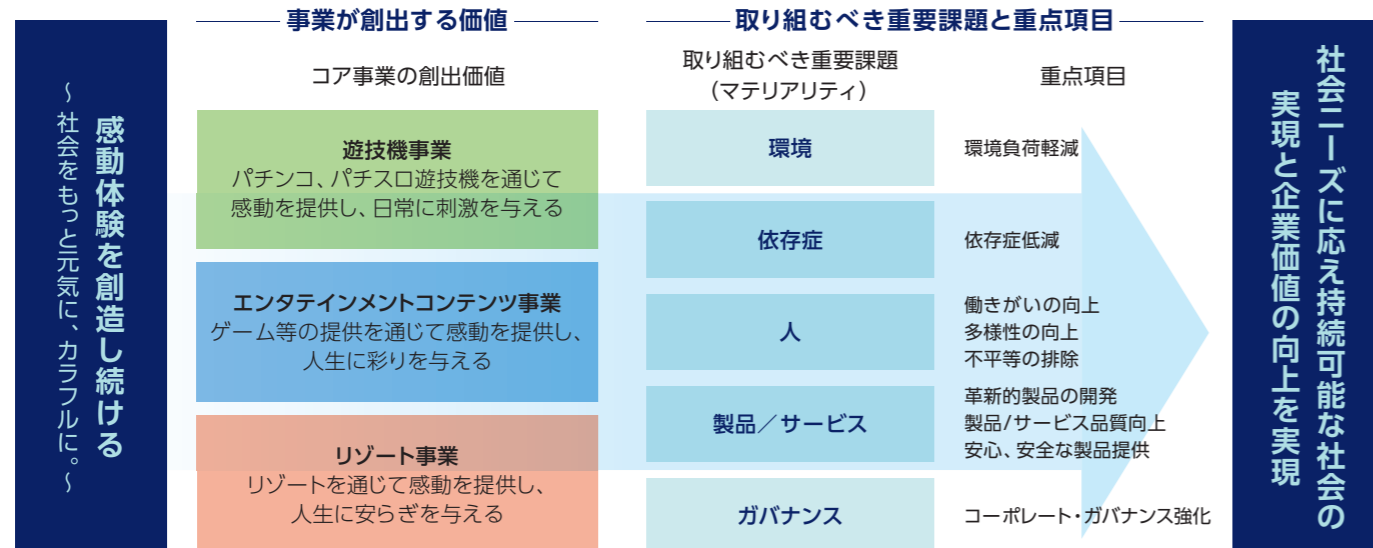 感動体験を創造し続ける
～社会をもっと元気に、カラフルに。～
事業が創出する価値
コア事業の創出価値
遊技機事業
パチンコ、パチスロ遊技機を通じて
感動を提供し、日常に刺激を与える
エンタテインメントコンテンツ事業
ゲーム等の提供を通じて感動を提供し、
人生に彩りを与える
リゾート事業
リゾートを通じて感動を提供し、
人生に安らぎを与える
取り組むべき重要課題と重点項目
取り組むべき重要課題
（マテリアリティ）
重点項目
環境
環境負荷軽減
依存症
依存症低減
人
働きがいの向上
多様性の向上
不平等の排除
製品／サービス
革新的製品の開発
製品/サービス品質向上
安心、安全な製品提供
ガバナンス
コーポレート・ガバナンス強化
社会ニーズに応え持続可能な社会の
実現と企業価値の向上を実現